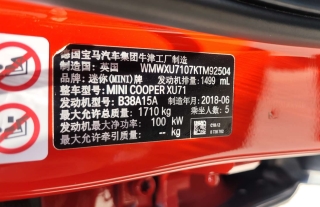 德国宝马汽车集团牛津工厂制造
制造国：英国 WMWXU7107KTM92504
品牌：迷你(MINI)牌 发动机排量：1499 mL
整车型号：MINI COOPER XU71
发动机型号：B38A15A 制造年月：2018-06
最大允许总质量：1710 kg 乘坐人数：5
发动机最大净功率：100 kW
最大允许牵引质量：-- kg